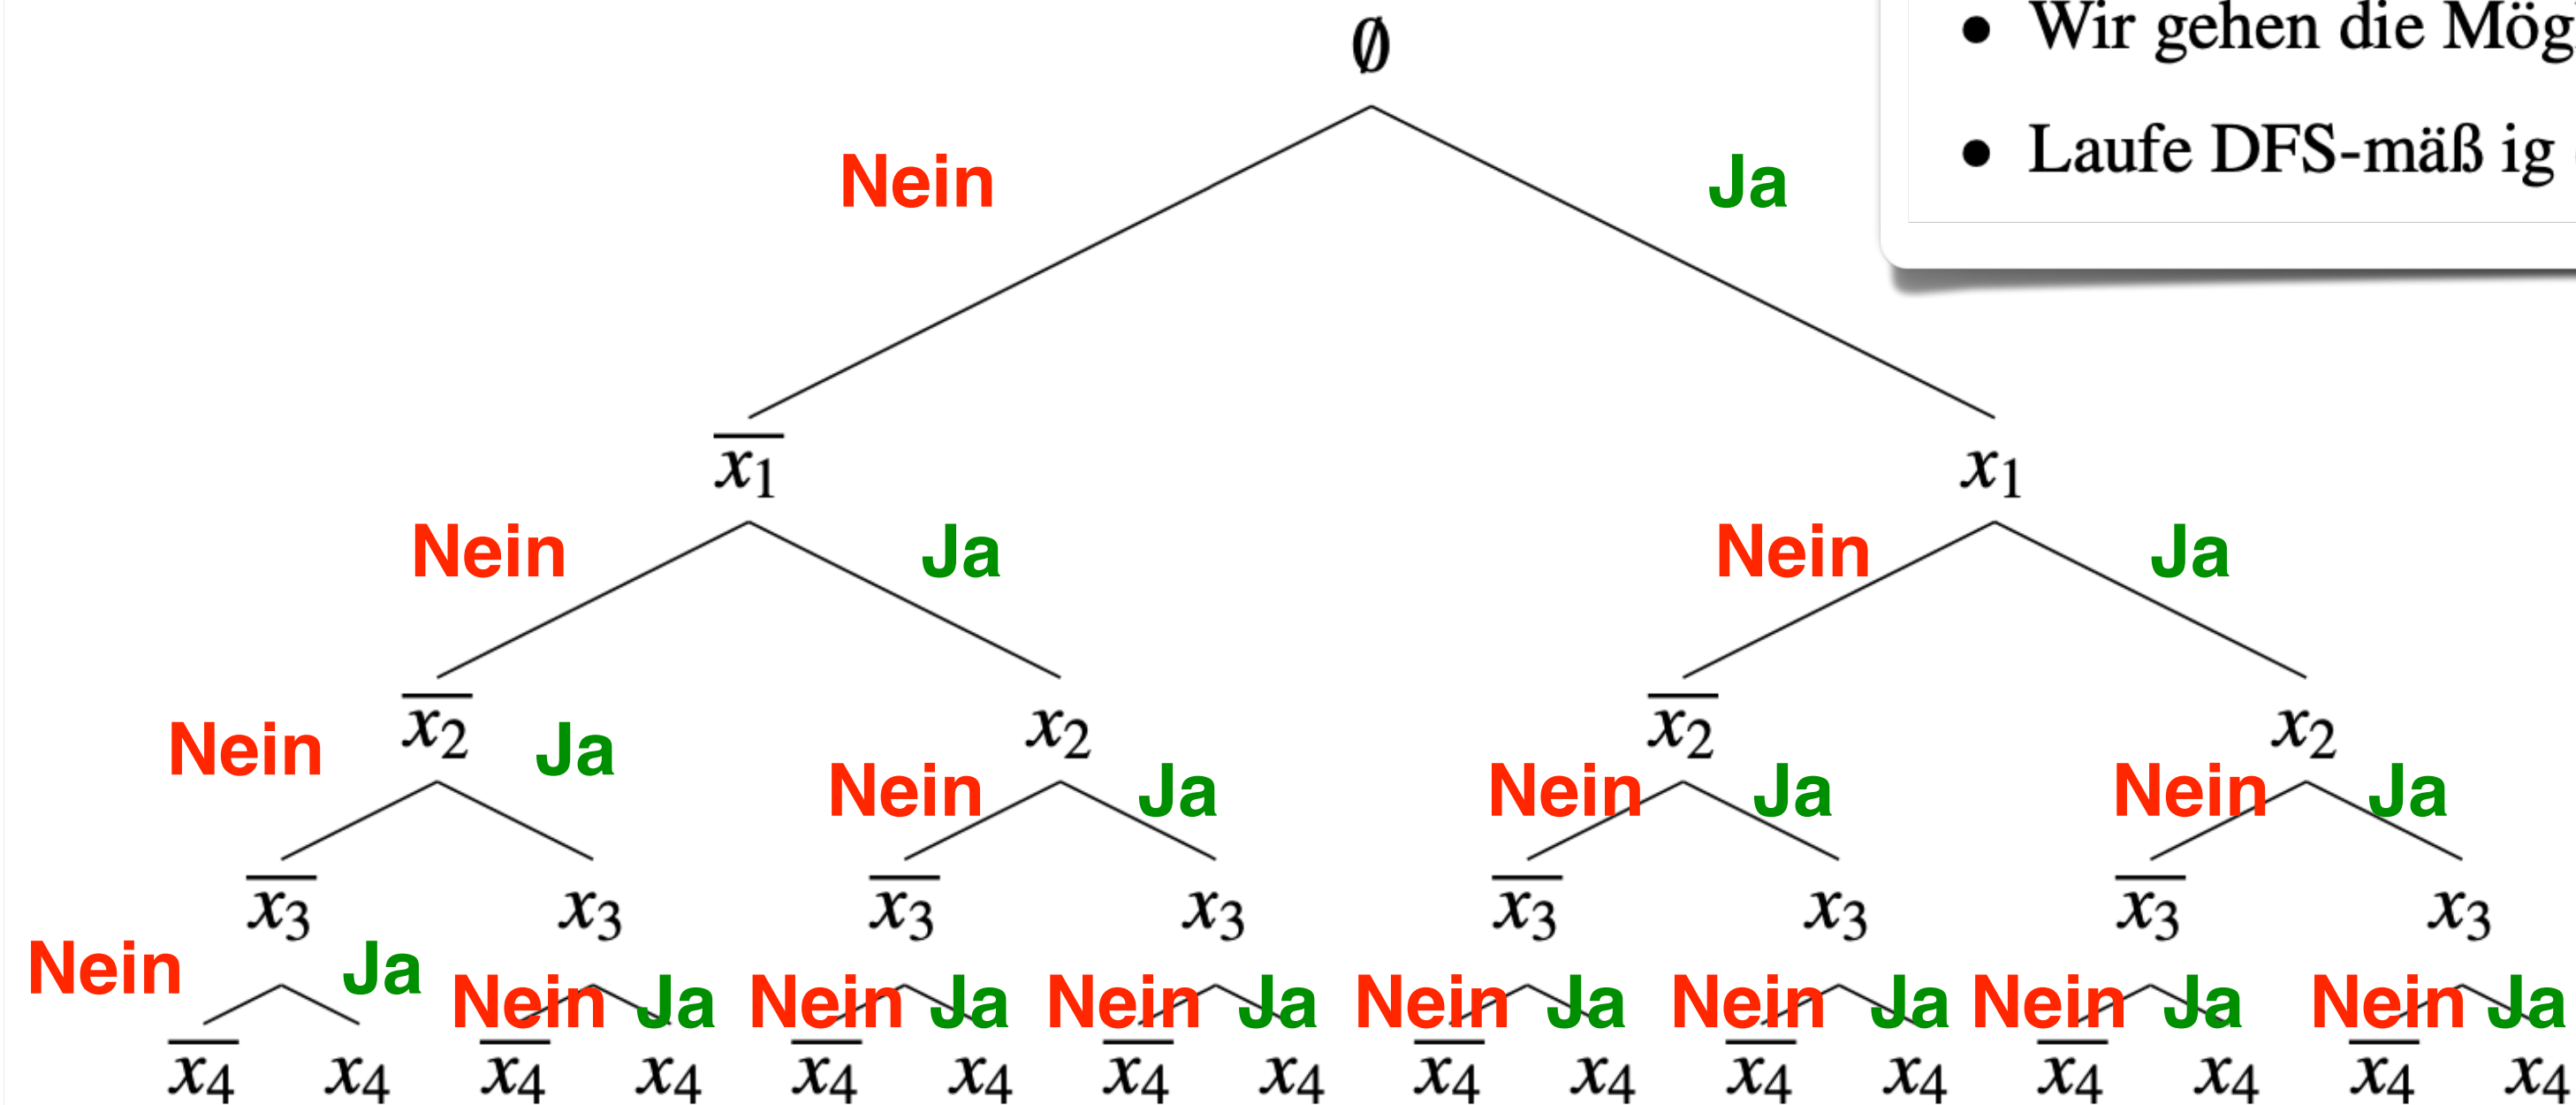 ∅
• Wir gehen die
• Laufe DFS-mäß ig
Nein Ja
x̅₁ x₁
Nein Ja Nein Ja
x̅₂ x₂ x̅₂ x₂
Nein Ja Nein Ja Nein Ja Nein Ja
x̅₃ x₃ x̅₃ x₃ x̅₃ x₃ x̅₃ x₃
Nein Ja Nein Ja Nein Ja Nein Ja Nein Ja Nein Ja Nein Ja Nein Ja
x̅₄ x₄ x̅₄ x₄ x̅₄ x₄ x̅₄ x₄ x̅₄ x₄ x̅₄ x₄ x̅₄ x₄ x̅₄ x₄